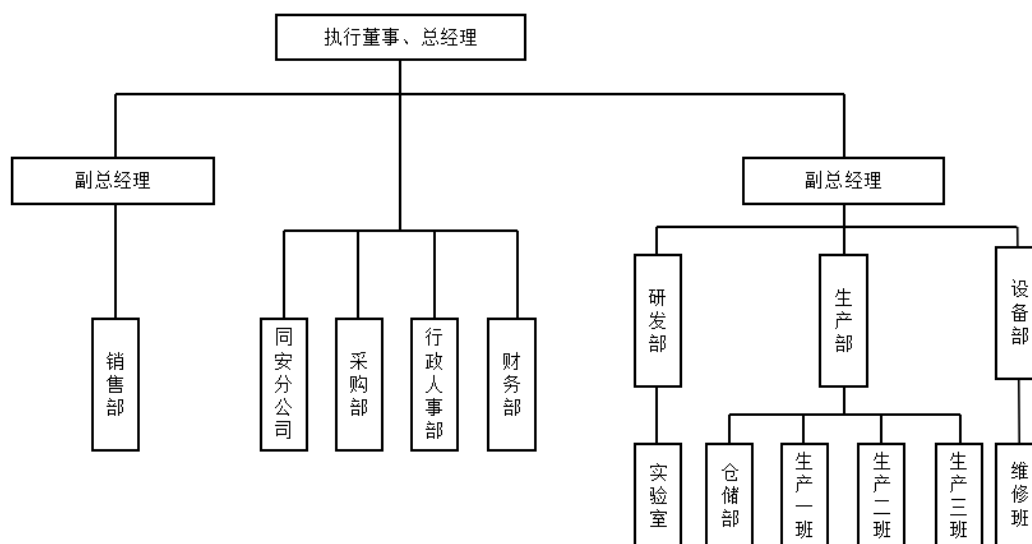 执行董事、总经理
副总经理
副总经理
研发部
生产部
设备部
销售部
同安分公司
采购部
行政人事部
财务部
实验室
仓储部
生产一班
生产二班
生产三班
维修班